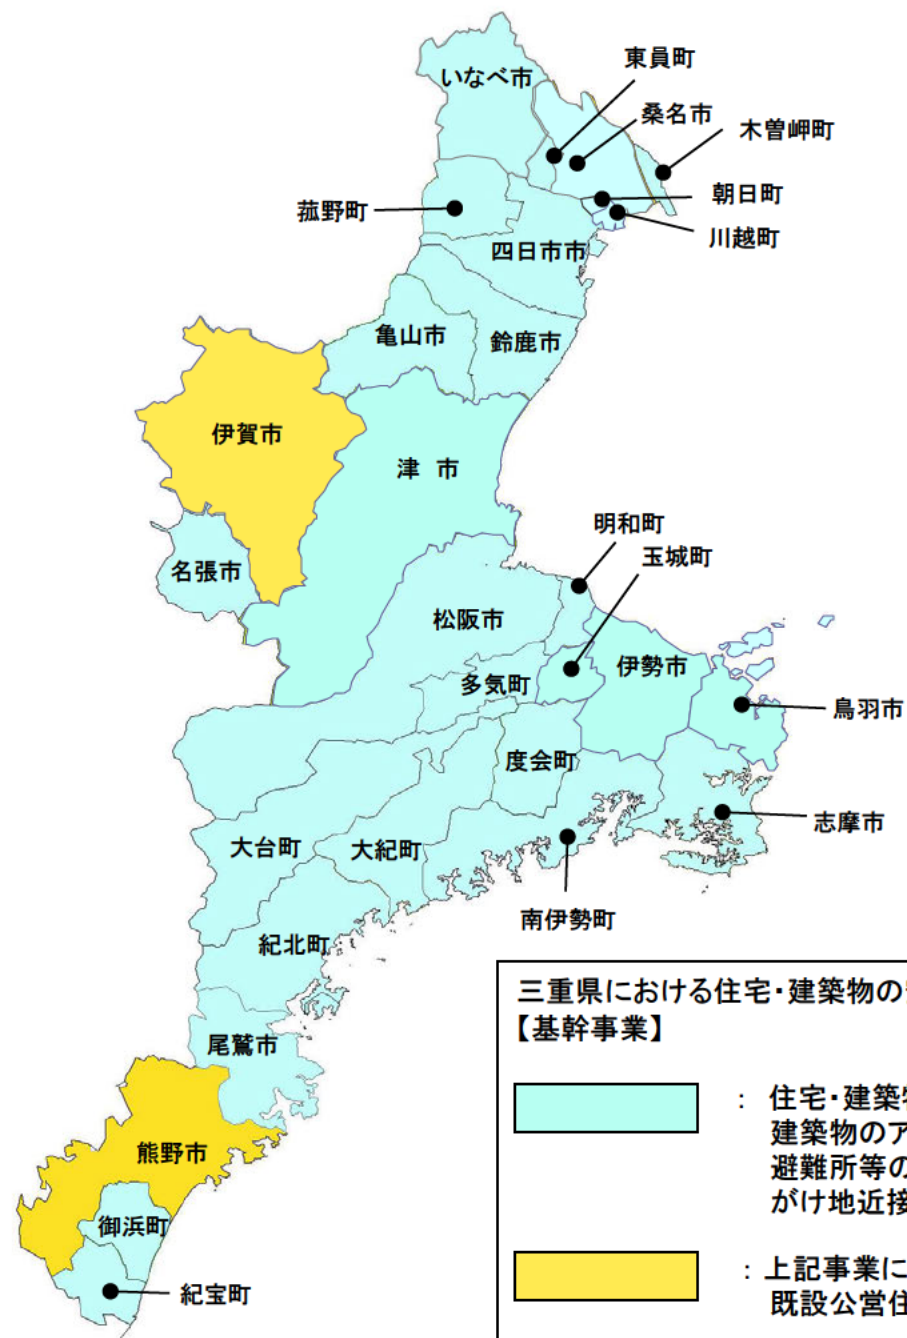 いなべ市
東員町
桑名市
木曽岬町
菰野町
朝日町
川越町
四日市市
亀山市
鈴鹿市
伊賀市
津 市
名張市
明和町
玉城町
松阪市
伊勢市
多気町
鳥羽市
度会町
志摩市
大台町
大紀町
南伊勢町
紀北町
尾鷲市
熊野市
御浜町
紀宝町
三重県における住宅・建築物の
【基幹事業】
： 住宅・建築
建築物のア
避難所等の
がけ地近接
：上記事業に
既設公営住